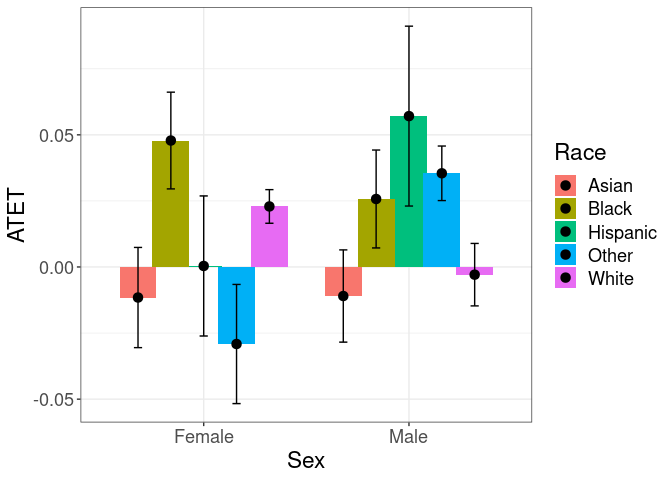 ATET
0.05
0.00
-0.05
Female
Male
Sex
Race
Asian
Black
Hispanic
Other
White